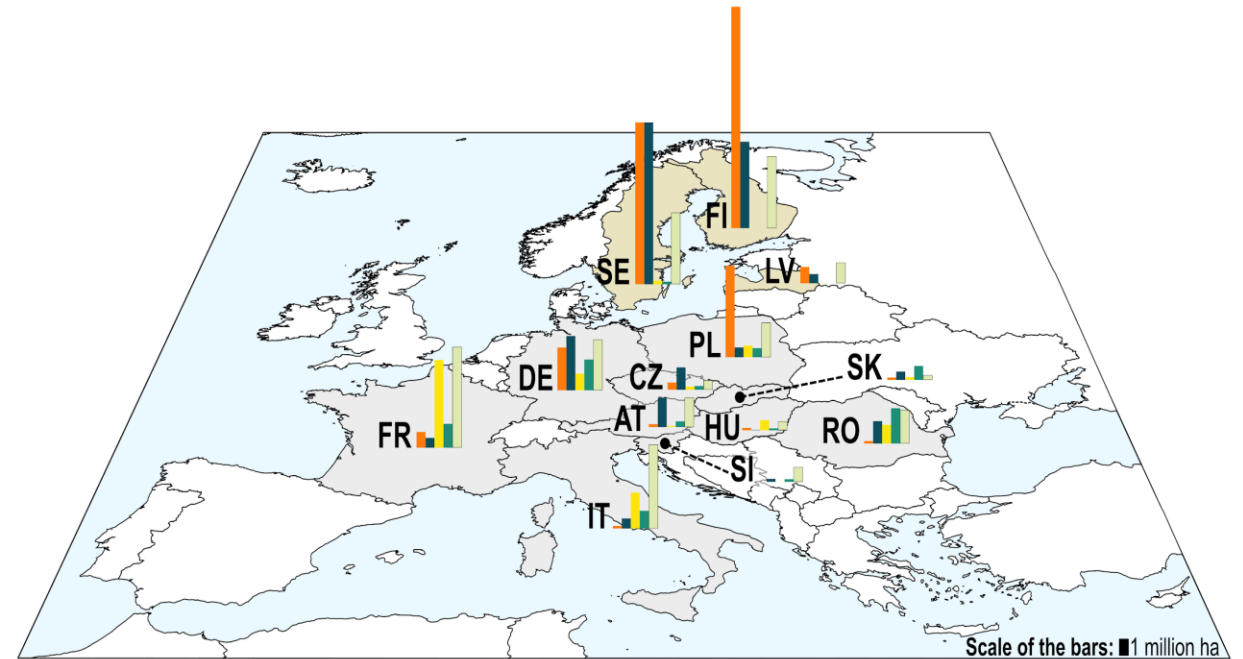 FI
SE
LV
PL
SK
DE
CZ
AT
HU
FR
RO
SI
IT
Scale of the bars: 1 million ha